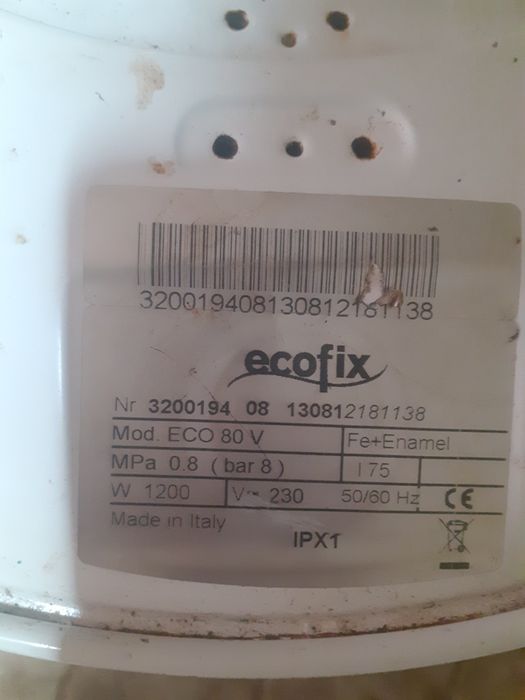 320019408130812181138
ecofix
Nr 3200194 08 130812181138
Mod. ECO 80 V Fe+Enamel
MPa 0.8 ( bar 8 ) l 75
W 1200 V~ 230 50/60 Hz CE
Made in Italy IPX1